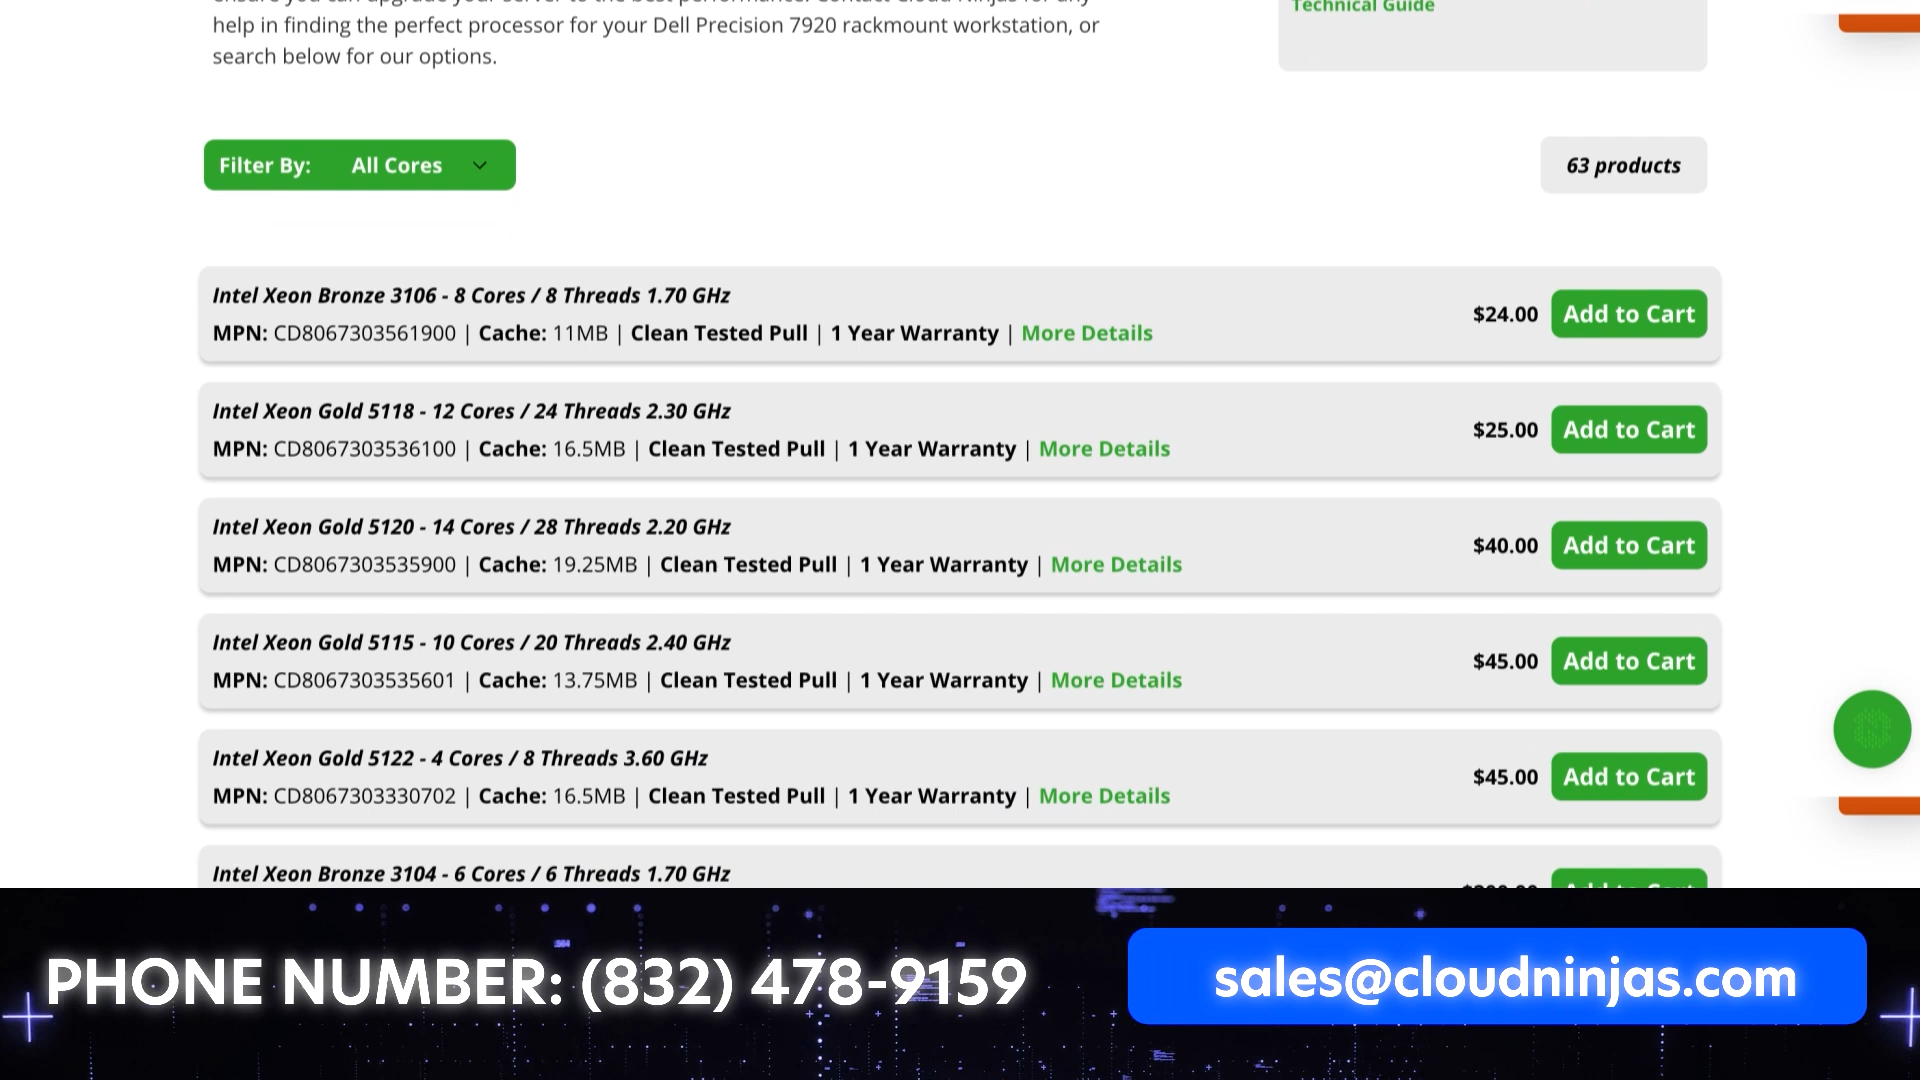 help in finding the perfect processor for your Dell Precision 7920 rackmount workstation, or
search below for our options.
Technical Guide
Filter By: All Cores
63 products
Intel Xeon Bronze 3106 - 8 Cores / 8 Threads 1.70 GHz
MPN: CD8067303561900 | Cache: 11MB | Clean Tested Pull | 1 Year Warranty | More Details
$24.00 Add to Cart
Intel Xeon Gold 5118 - 12 Cores / 24 Threads 2.30 GHz
MPN: CD8067303536100 | Cache: 16.5MB | Clean Tested Pull | 1 Year Warranty | More Details
$25.00 Add to Cart
Intel Xeon Gold 5120 - 14 Cores / 28 Threads 2.20 GHz
MPN: CD8067303535900 | Cache: 19.25MB | Clean Tested Pull | 1 Year Warranty | More Details
$40.00 Add to Cart
Intel Xeon Gold 5115 - 10 Cores / 20 Threads 2.40 GHz
MPN: CD8067303535601 | Cache: 13.75MB | Clean Tested Pull | 1 Year Warranty | More Details
$45.00 Add to Cart
Intel Xeon Gold 5122 - 4 Cores / 8 Threads 3.60 GHz
MPN: CD8067303330702 | Cache: 16.5MB | Clean Tested Pull | 1 Year Warranty | More Details
$45.00 Add to Cart
Intel Xeon Bronze 3104 - 6 Cores / 6 Threads 1.70 GHz
PHONE NUMBER: (832) 478-9159
sales@cloudninjas.com